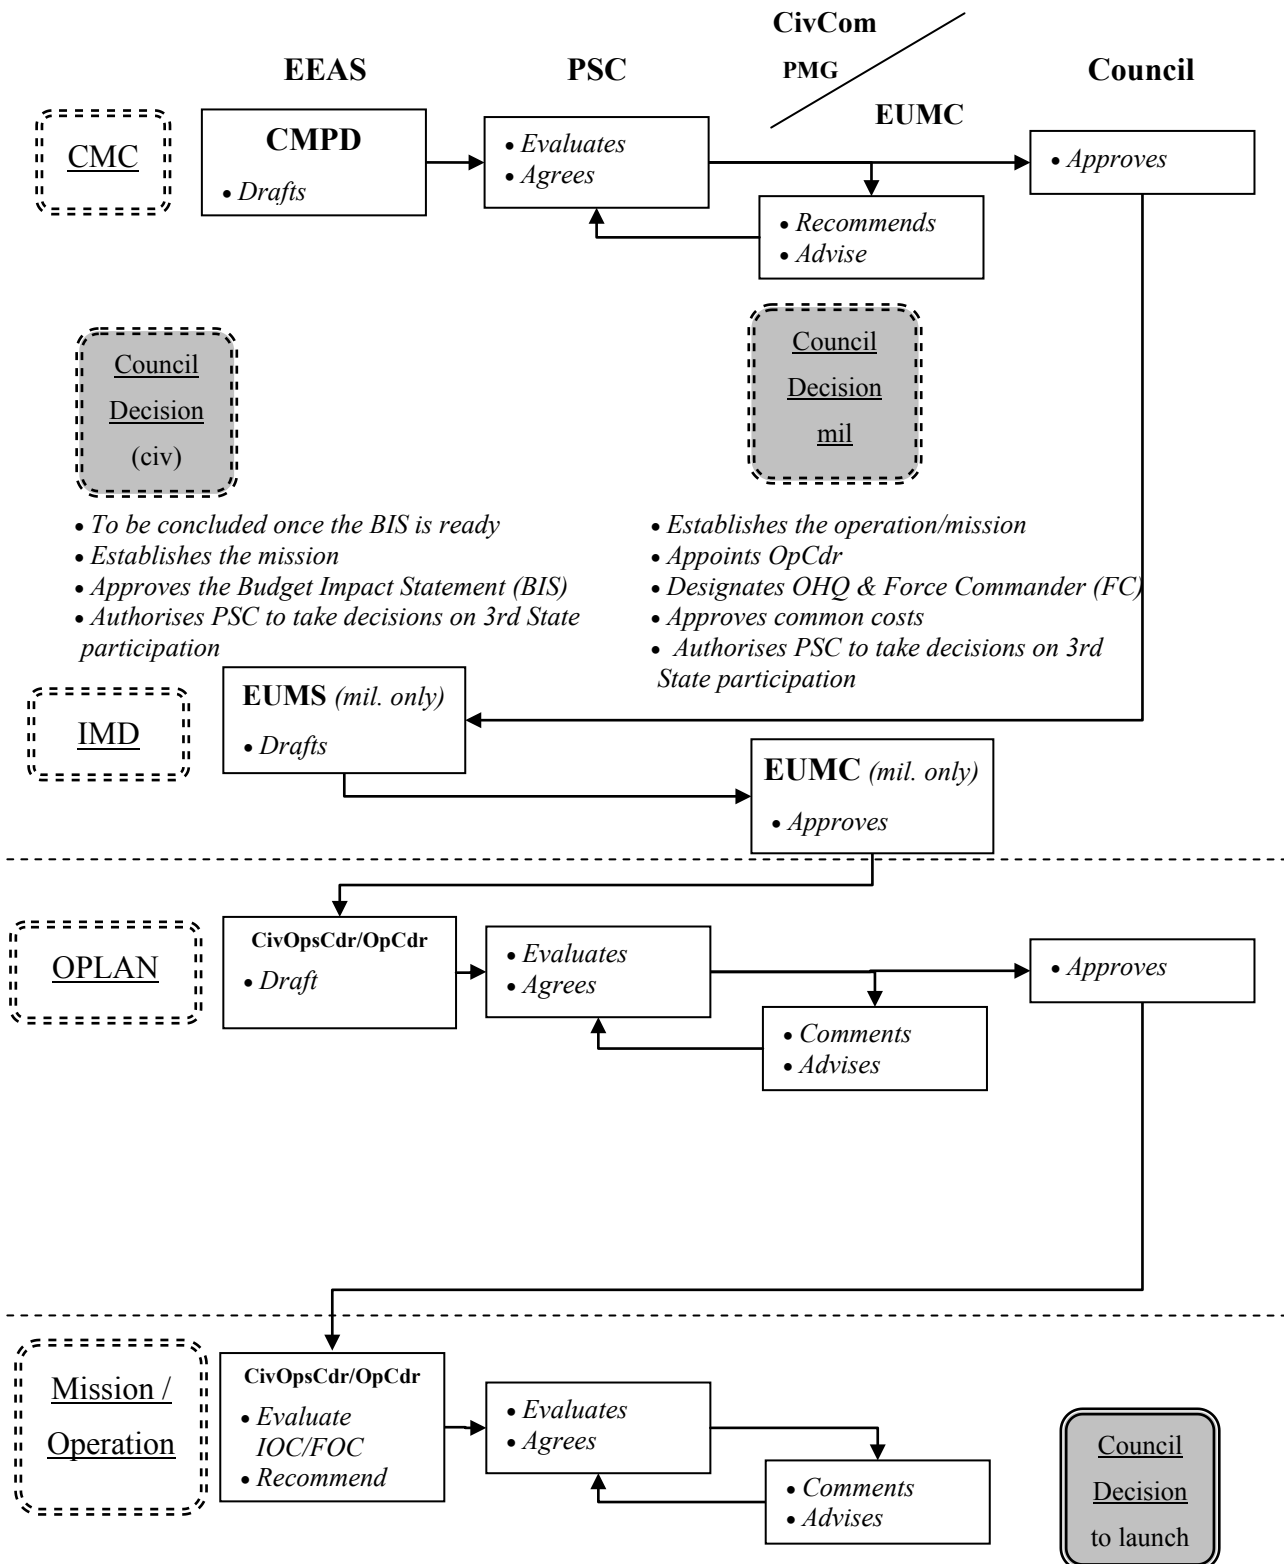 CivCom
EEAS
PSC
PMG
Council
EUMC
CMC
CMPD
• Drafts
• Evaluates
• Agrees
• Approves
• Recommends
• Advise
Council
Decision
(civ)
Council
Decision
mil
• To be concluded once the BIS is ready
• Establishes the mission
• Approves the Budget Impact Statement (BIS)
• Authorises PSC to take decisions on 3rd State
participation
• Establishes the operation/mission
• Appoints OpCdr
• Designates OHQ & Force Commander (FC)
• Approves common costs
• Authorises PSC to take decisions on 3rd
State participation
IMD
EUMS (mil. only)
• Drafts
EUMC (mil. only)
• Approves
OPLAN
CivOpsCdr/OpCdr
• Draft
• Evaluates
• Agrees
• Approves
• Comments
• Advises
Mission /
Operation
CivOpsCdr/OpCdr
• Evaluate
IOC/FOC
• Recommend
• Evaluates
• Agrees
• Comments
• Advises
Council
Decision
to launch